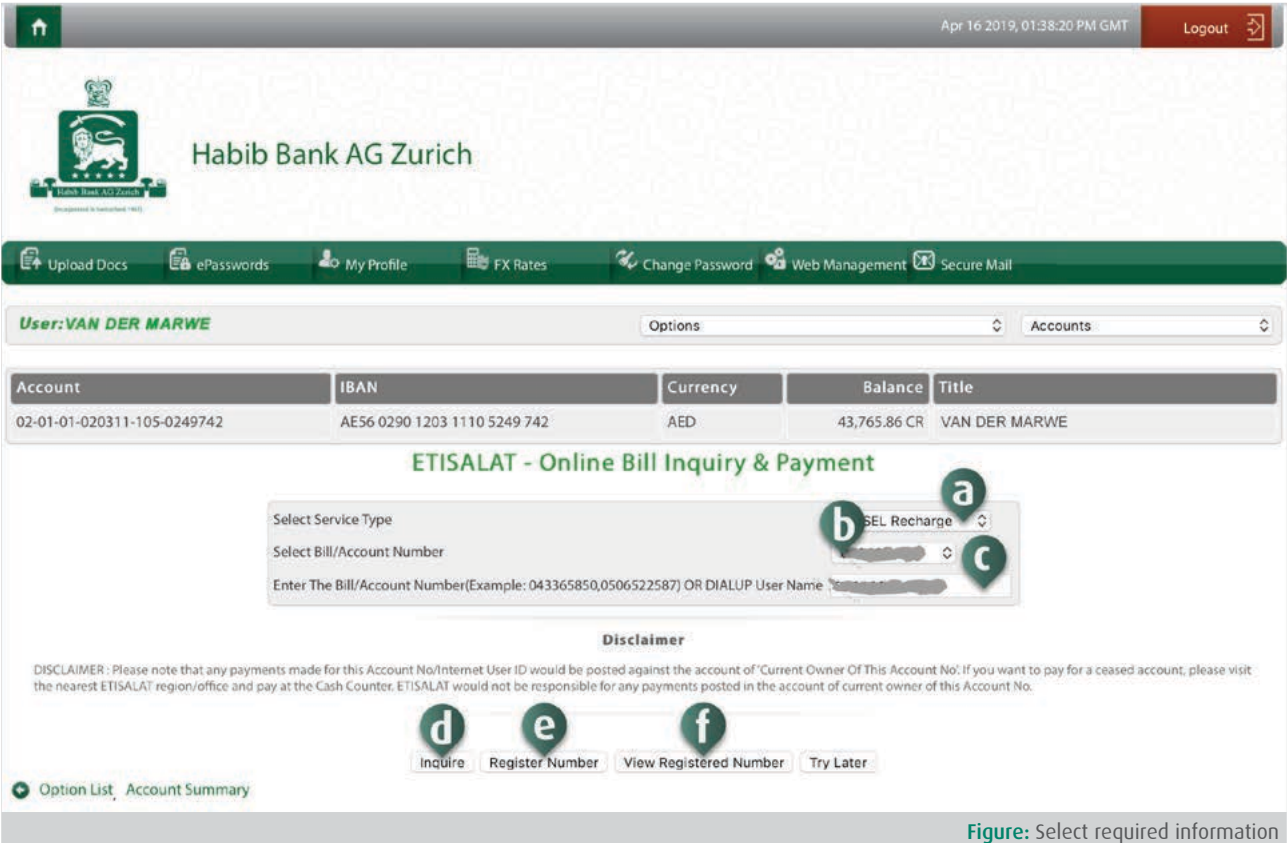 Apr 16 2019, 01:38:20 PM GMT Logout
Habib Bank AG Zurich
Habib Bank AG Zurich
Upload Docs ePasswords My Profile FX Rates Change Password Web Management Secure Mail
User: VAN DER MARWE Options Accounts
Account IBAN Currency Balance Title
02-01-01-020311-105-0249742 AE56 0290 1203 1110 5249 742 AED 43,765.86 CR VAN DER MARWE
ETISALAT - Online Bill Inquiry & Payment
a
Select Service Type b SEL Recharge
Select Bill/Account Number c
Enter The Bill/Account Number(Example: 043365850,0506522587) OR DIALUP User Name
Disclaimer
DISCLAIMER : Please note that any payments made for this Account No/Internet User ID would be posted against the account of 'Current Owner Of This Account No'. If you want to pay for a ceased account, please visit
the nearest ETISALAT region/office and pay at the Cash Counter. ETISALAT would not be responsible for any payments posted in the account of current owner of this Account No.
d e f
Inquire Register Number View Registered Number Try Later
Option List, Account Summary
Figure: Select required information